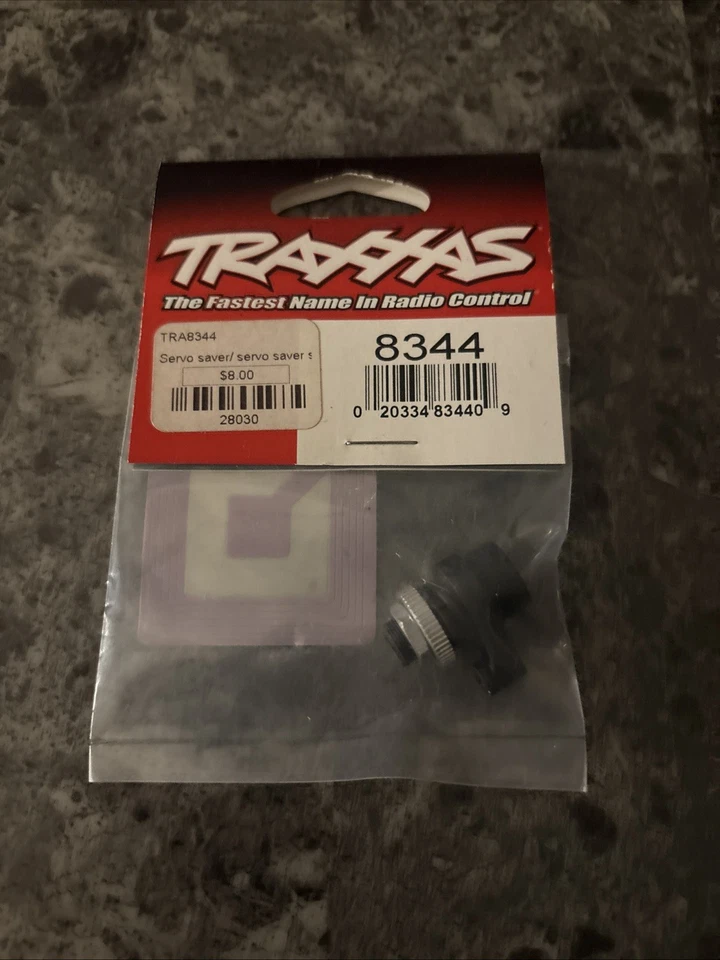 TRAXXAS
The Fastest Name In Radio Control
TRA8344
Servo saver/ servo saver s
$8.00
28030
8344
0 20334 83440 9